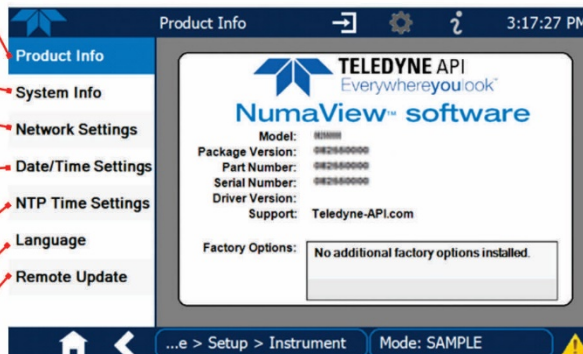 Product Info
3:17:27 PM
Product Info
System Info
Network Settings
Date/Time Settings
NTP Time Settings
Language
Remote Update
TELEDYNE API
Everywhereyoulook™
NumaView™ software
Model:
Package Version:
Part Number:
Serial Number:
Driver Version:
Support: Teledyne-API.com
Factory Options: No additional factory options installed.
...e > Setup > Instrument
Mode: SAMPLE